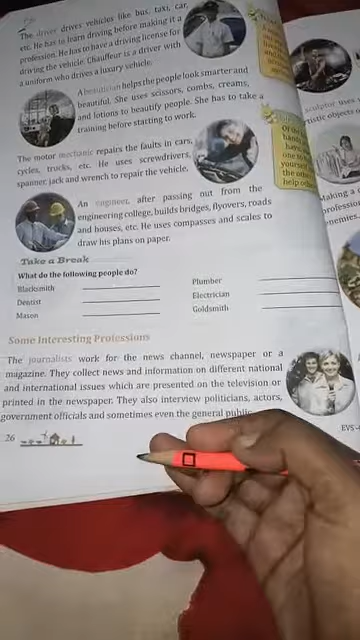 The driver drives vehicles like bus, taxi, car,
etc. He has to learn driving before making it a
profession. He has to have a driving license for
driving the vehicle. Chauffeur is a driver with
a uniform who drives a luxury vehicle.
A beautician helps the people look smarter and
beautiful. She uses scissors, combs, creams,
and lotions to beautify people. She has to take a
training before starting to work.
The motor mechanic repairs the faults in cars,
cycles, trucks, etc. He uses screwdrivers,
spanner, jack and wrench to repair the vehicle.
An engineer, after passing out from the
engineering college, builds bridges, flyovers, roads
and houses, etc. He uses compasses and scales to
draw his plans on paper.
Take a Break
What do the following people do?
Blacksmith Plumber
Dentist Electrician
Mason Goldsmith
Some Interesting Professions
The journalists work for the news channel, newspaper or a
magazine. They collect news and information on different national
and international issues which are presented on the television or
printed in the newspaper. They also interview politicians, actors,
government officials and sometimes even the general public.
26
sculptor uses
Making a
enemies.
EVS-